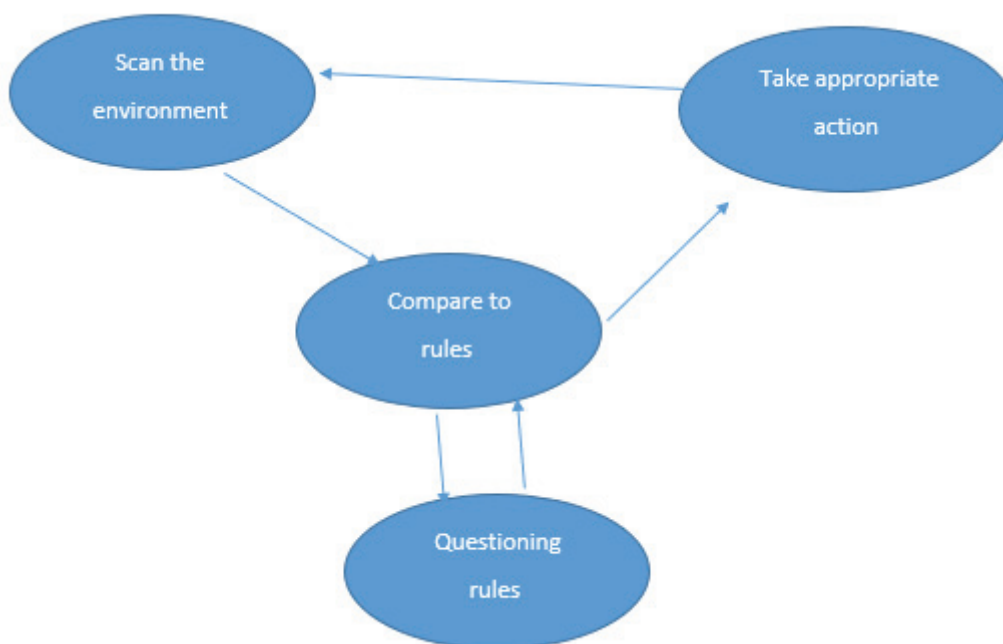 Scan the
environment
Take appropriate
action
Compare to
rules
Questioning
rules